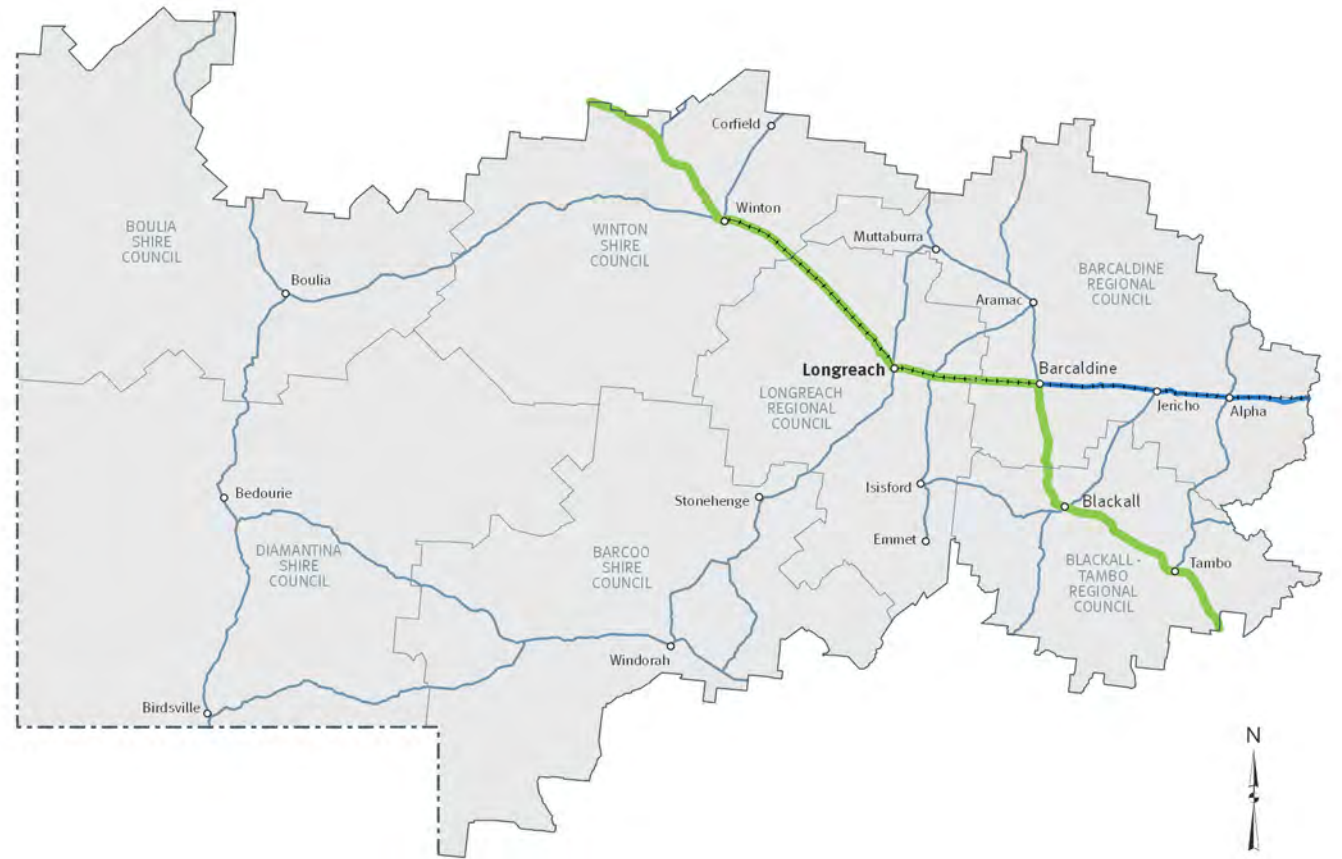 Corfield
Winton
BOULIA
SHIRE
COUNCIL
WINTON
SHIRE
COUNCIL
Muttaburra
BARCALDINE
REGIONAL
COUNCIL
Boulia
Aramac
Longreach
Barcaldine
LONGREACH
REGIONAL
COUNCIL
Jericho
Alpha
Bedourie
Stonehenge
Isisford
Blackall
Emmet
DIAMANTINA
SHIRE
COUNCIL
BARCOO
SHIRE
COUNCIL
BLACKALL -
TAMBO
REGIONAL
COUNCIL
Tambo
Windorah
Birdsville
N